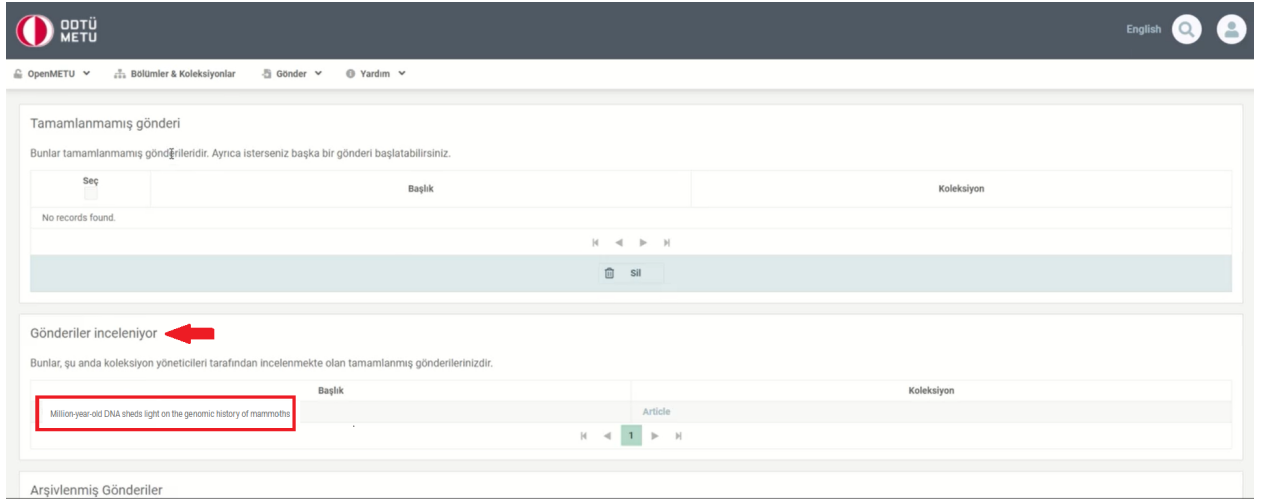 ODTÜ
METU
English
OpenMETU Bölümler & Koleksiyonlar Gönder Yardım
Tamamlanmamış gönderi
Bunlar tamamlanmamış gönderileridir. Ayrıca isterseniz başka bir gönderi başlatabilirsiniz.
Seç Başlık Koleksiyon
No records found.
Sil
Gönderiler inceleniyor
Bunlar, şu anda koleksiyon yöneticileri tarafından incelenmekte olan tamamlanmış gönderilerinizdir.
Başlık Koleksiyon
Million-year-old DNA sheds light on the genomic history of mammoths Article
1
Arşivlenmiş Gönderiler